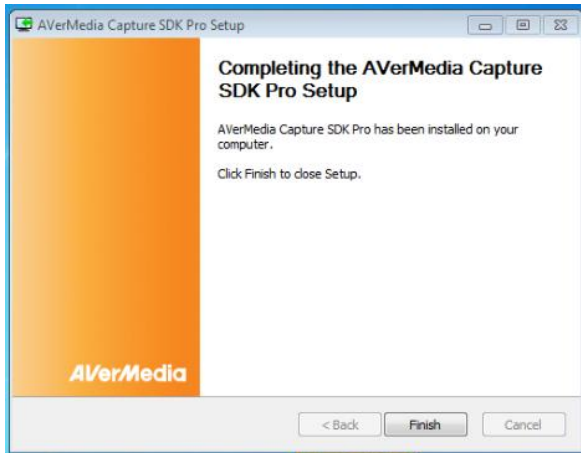 AVerMedia Capture SDK Pro Setup
Completing the AVerMedia Capture
SDK Pro Setup
AVerMedia Capture SDK Pro has been installed on your
computer.
Click Finish to close Setup.
AVerMedia
< Back
Finish
Cancel